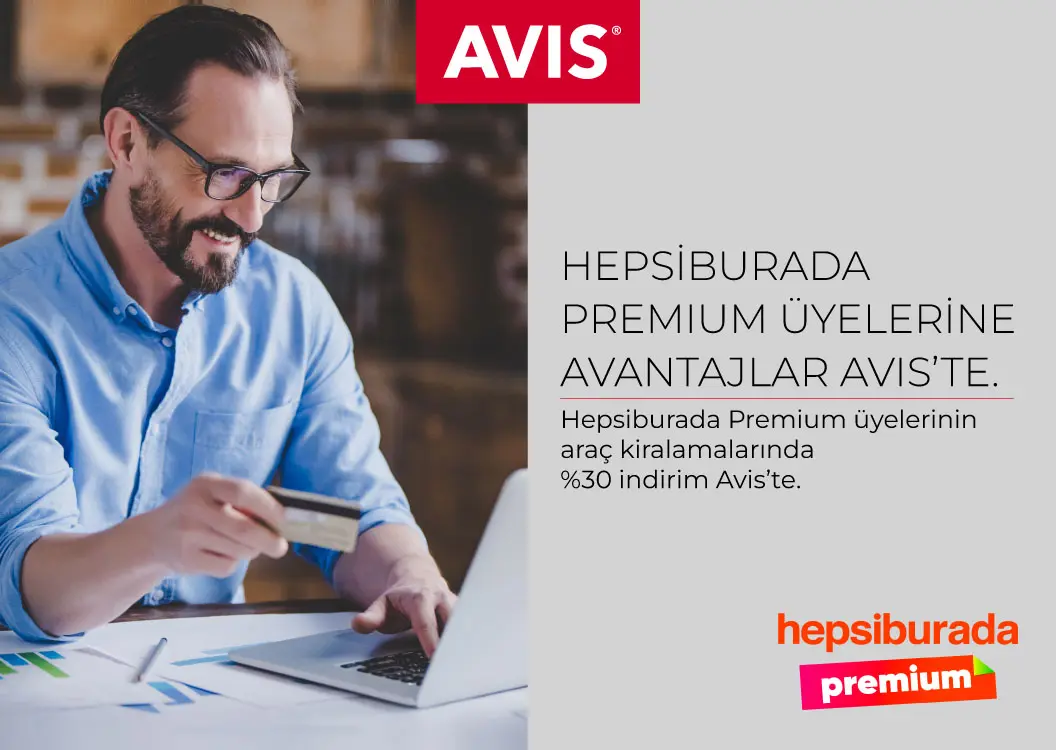 AVIS®
HEPSİBURADA
PREMIUM ÜYELERİNE
AVANTAJLAR AVIS’TE.
Hepsiburada Premium üyelerinin
araç kiralamalarında
%30 indirim Avis’te.
hepsiburada
premium